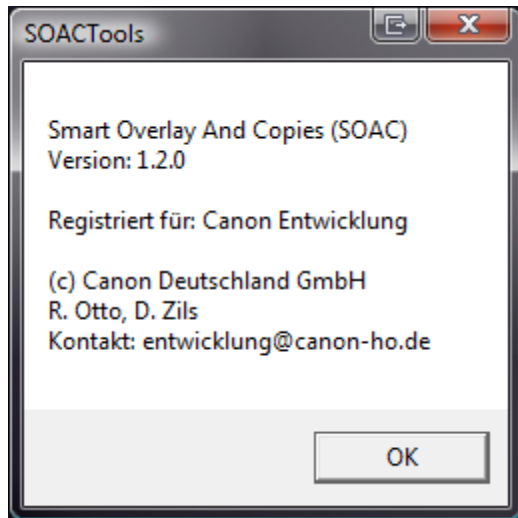 SOACTools
Smart Overlay And Copies (SOAC)
Version: 1.2.0
Registriert für: Canon Entwicklung
(c) Canon Deutschland GmbH
R. Otto, D. Zils
Kontakt: entwicklung@canon-ho.de
OK